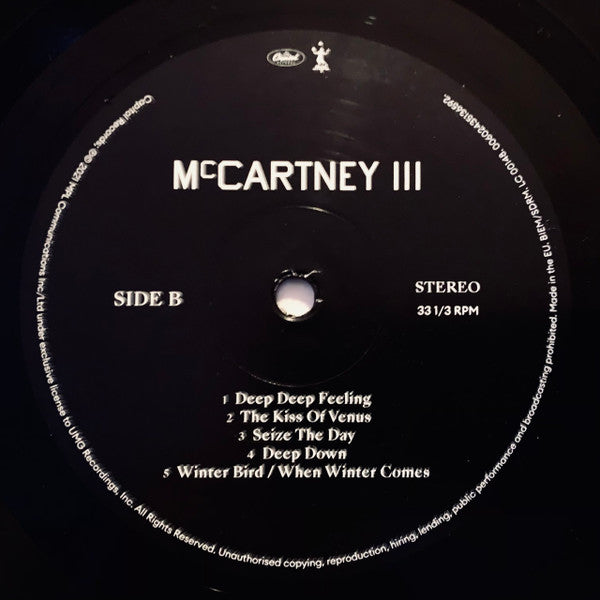 Capitol
McCARTNEY III
SIDE B
STEREO
33 1/3 RPM
1 Deep Deep Feeling
2 The Kiss Of Venus
3 Seize The Day
4 Deep Down
5 Winter Bird / When Winter Comes
Capitol Records, ℗© 2020 MPL Communications Inc/Ltd under exclusive license to UMG Recordings, Inc. All Rights Reserved. Unauthorised copying, reproduction, hiring, lending, public performance and broadcasting prohibited. Made in the EU. BIEM/SDRM. LC 00148. 00602435136592.